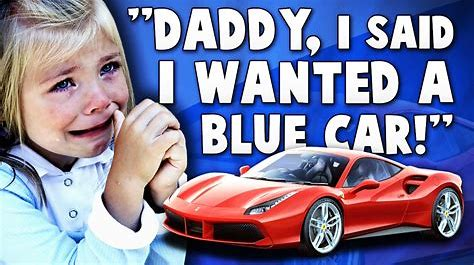 "DADDY, I SAID
I WANTED A
BLUE CAR!"